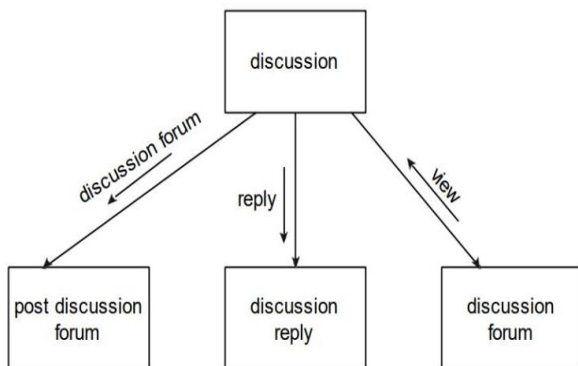 discussion
discussion forum
reply
view
post discussion
forum
discussion
reply
discussion
forum